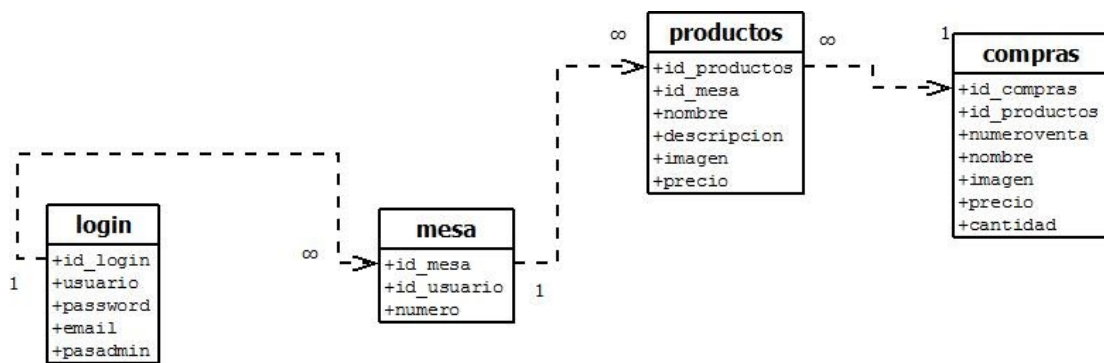 login
+id_login
+usuario
+password
+email
+pasadmin
1
∞
mesa
+id_mesa
+id_usuario
+numero
1
∞
productos
+id_productos
+id_mesa
+nombre
+descripcion
+imagen
+precio
∞
1
compras
+id_compras
+id_productos
+numeroventa
+nombre
+imagen
+precio
+cantidad